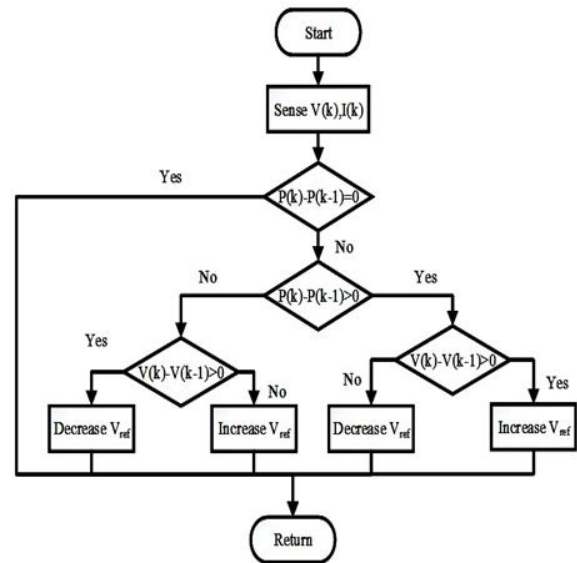 Start
Sense V(k),I(k)
Yes
P(k)-P(k-1)=0
No
No
P(k)-P(k-1)>0
Yes
Yes
V(k)-V(k-1)>0
No
No
V(k)-V(k-1)>0
Yes
Decrease Vref
Increase Vref
Decrease Vref
Increase Vref
Return